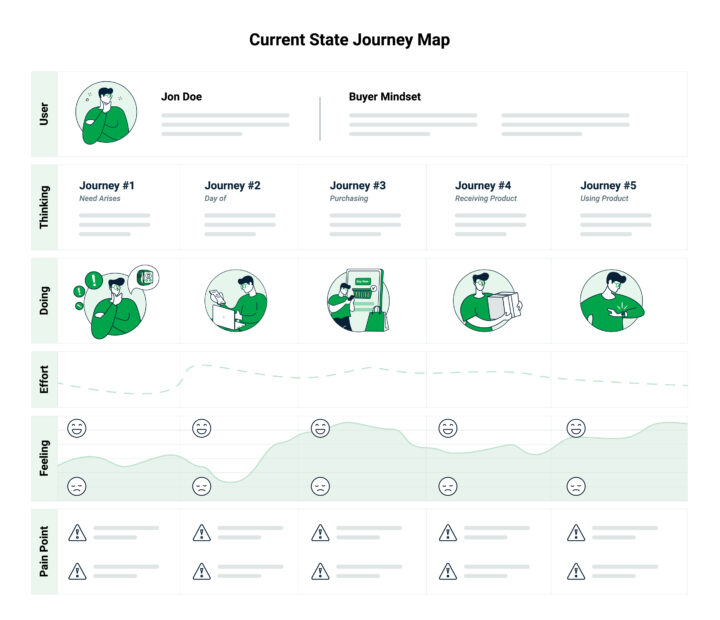 Current State Journey Map
User
Jon Doe
Buyer Mindset
Thinking
Journey #1
Need Arises
Journey #2
Day of
Journey #3
Purchasing
Journey #4
Receiving Product
Journey #5
Using Product
Doing
Effort
Feeling
Pain Point